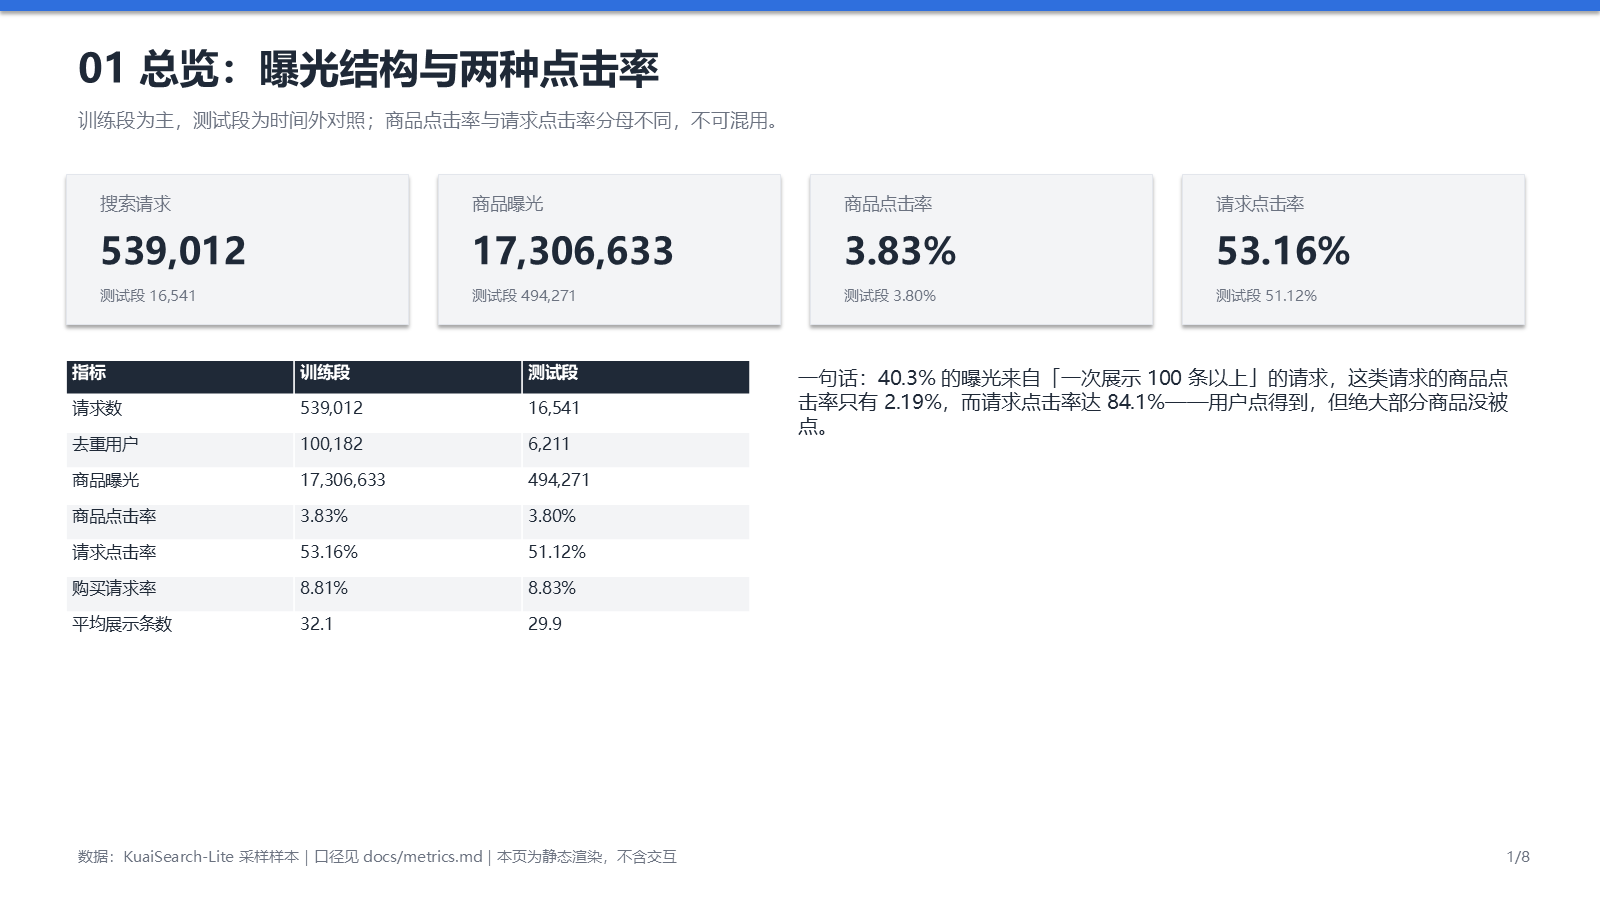 01 总览：曝光结构与两种点击率
训练段为主，测试段为时间外对照；商品点击率与请求点击率分母不同，不可混用。
搜索请求
539,012
测试段 16,541
商品曝光
17,306,633
测试段 494,271
商品点击率
3.83%
测试段 3.80%
请求点击率
53.16%
测试段 51.12%
指标 训练段 测试段
请求数 539,012 16,541
去重用户 100,182 6,211
商品曝光 17,306,633 494,271
商品点击率 3.83% 3.80%
请求点击率 53.16% 51.12%
购买请求率 8.81% 8.83%
平均展示条数 32.1 29.9
一句话：40.3% 的曝光来自「一次展示 100 条以上」的请求，这类请求的商品点
击率只有 2.19%，而请求点击率达 84.1%——用户点得到，但绝大部分商品没被
点。
数据：KuaiSearch-Lite 采样样本 | 口径见 docs/metrics.md | 本页为静态渲染，不含交互
1/8